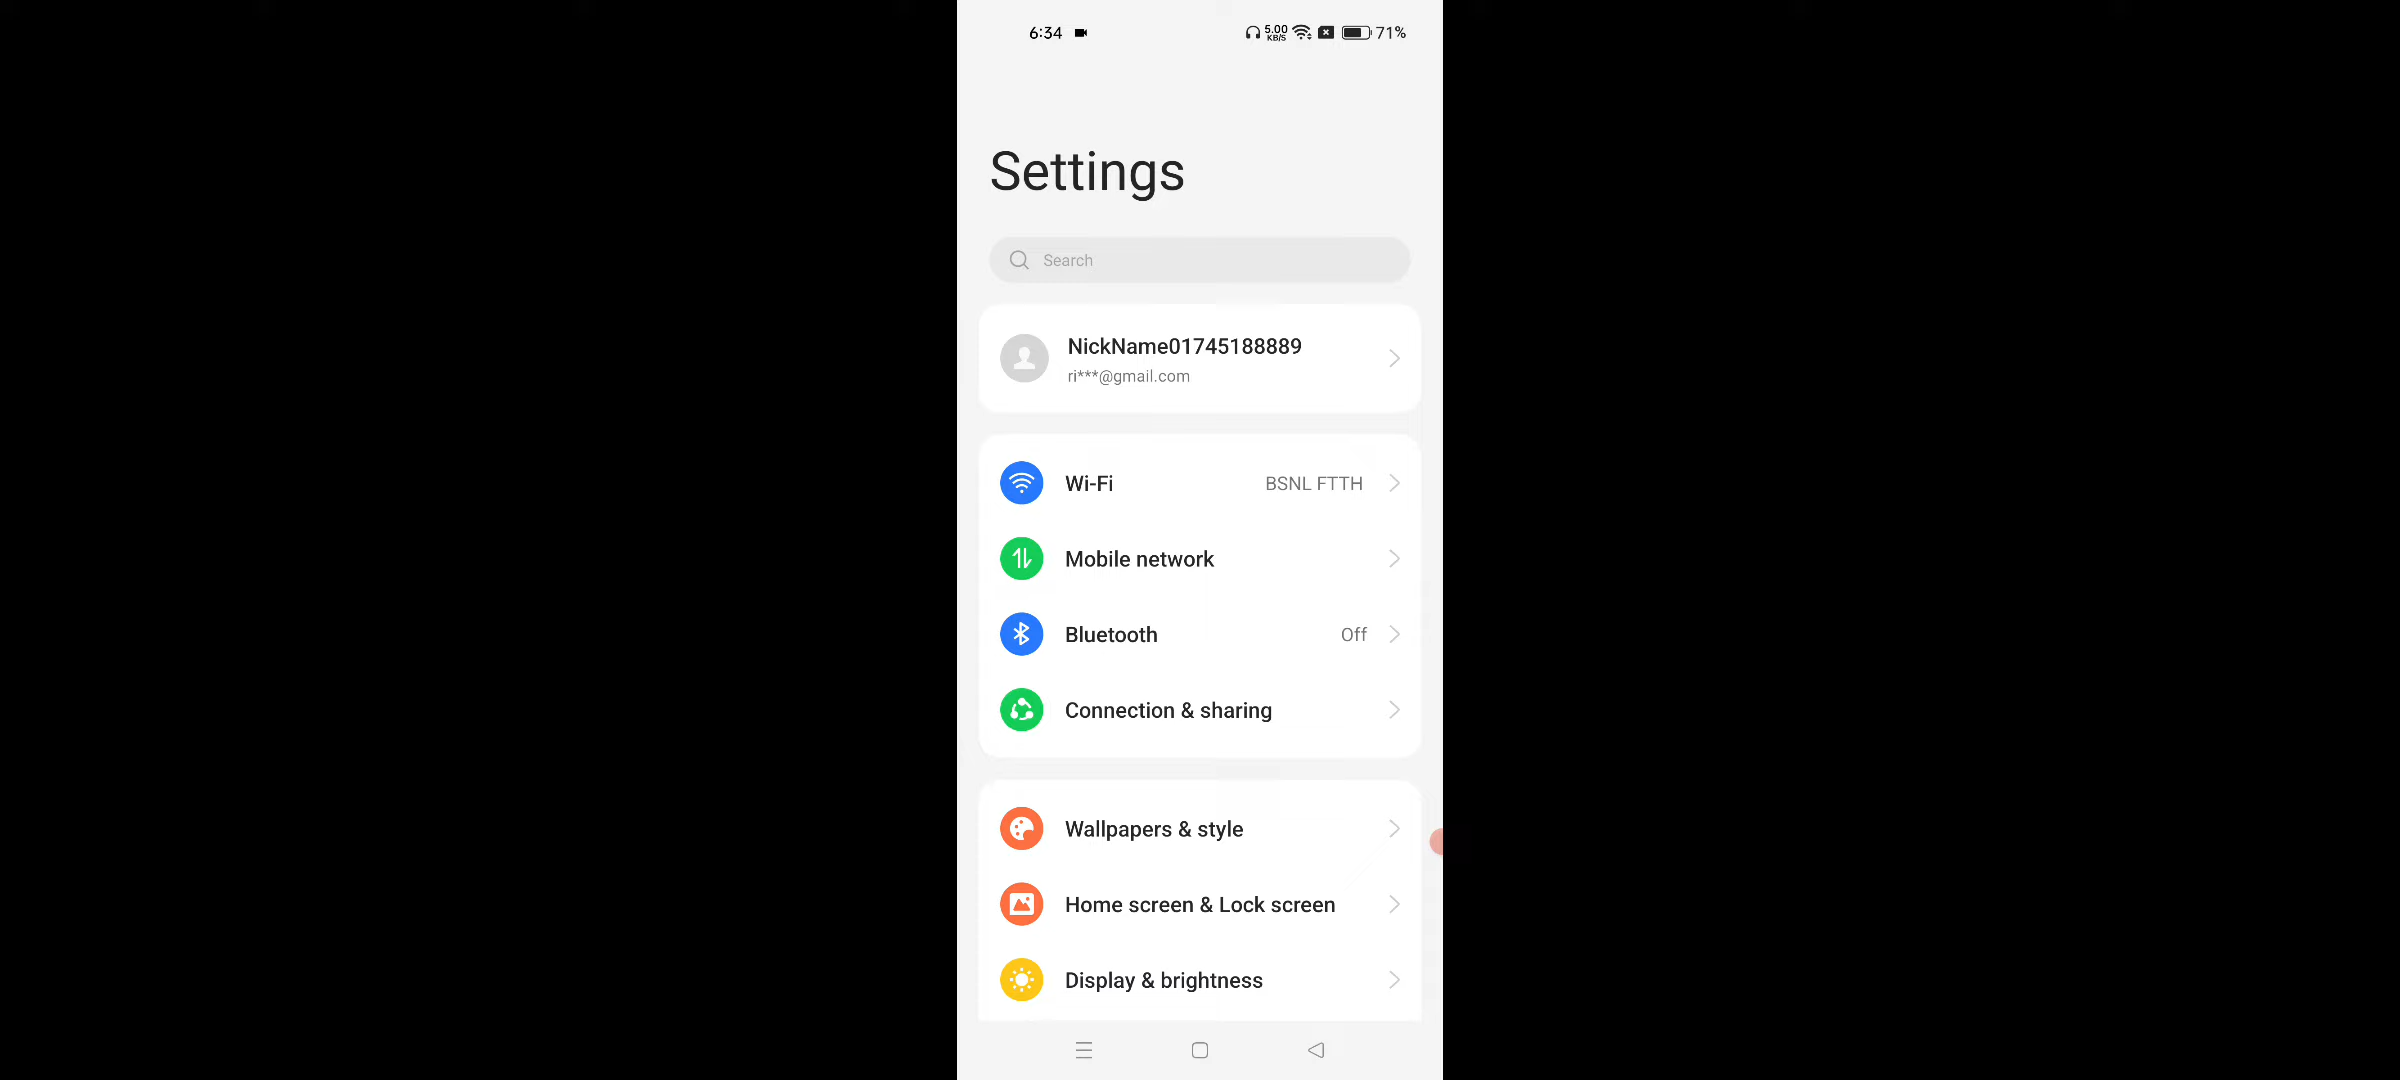 6:34 5.00 KB/S 71%
Settings
Search
NickName01745188889
ri***@gmail.com
Wi-Fi BSNL FTTH
Mobile network
Bluetooth Off
Connection & sharing
Wallpapers & style
Home screen & Lock screen
Display & brightness